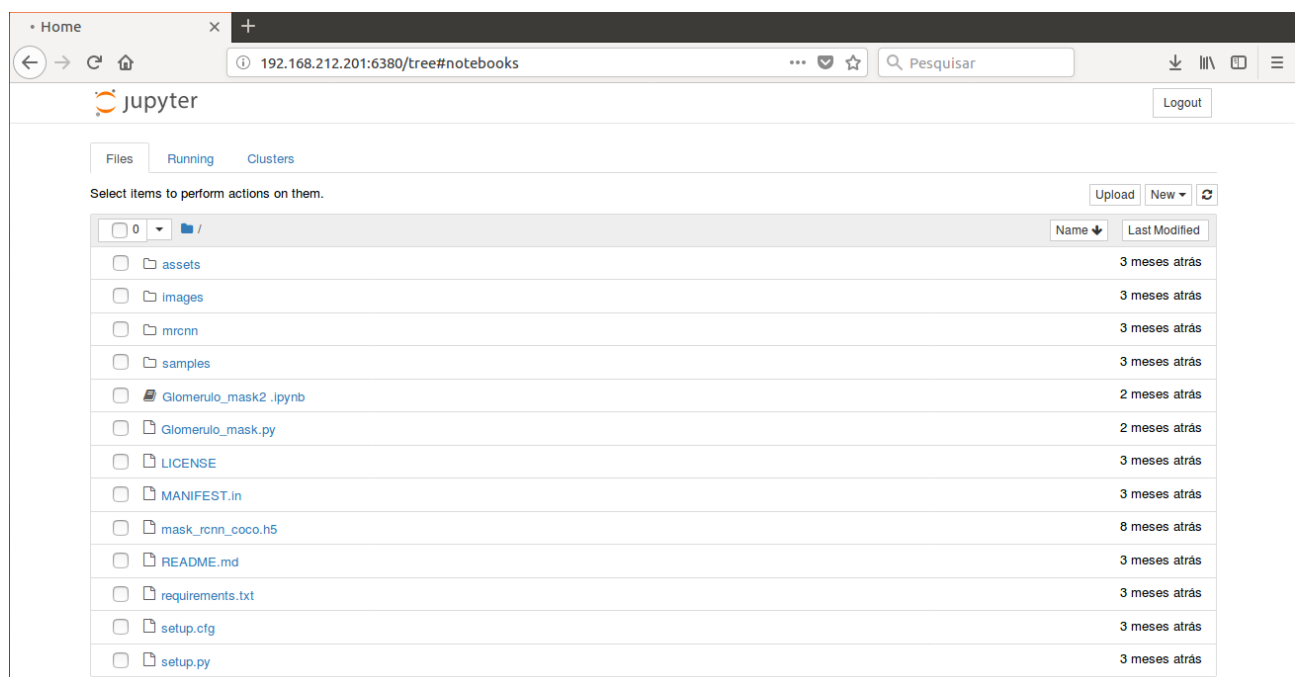 Home
192.168.212.201:6380/tree#notebooks
Pesquisar
jupyter
Logout
Files Running Clusters
Select items to perform actions on them.
Upload New
0 / Name Last Modified
assets 3 meses atrás
images 3 meses atrás
mrcnn 3 meses atrás
samples 3 meses atrás
Glomerulo_mask2 .ipynb 2 meses atrás
Glomerulo_mask.py 2 meses atrás
LICENSE 3 meses atrás
MANIFEST.in 3 meses atrás
mask_rcnn_coco.h5 8 meses atrás
README.md 3 meses atrás
requirements.txt 3 meses atrás
setup.cfg 3 meses atrás
setup.py 3 meses atrás